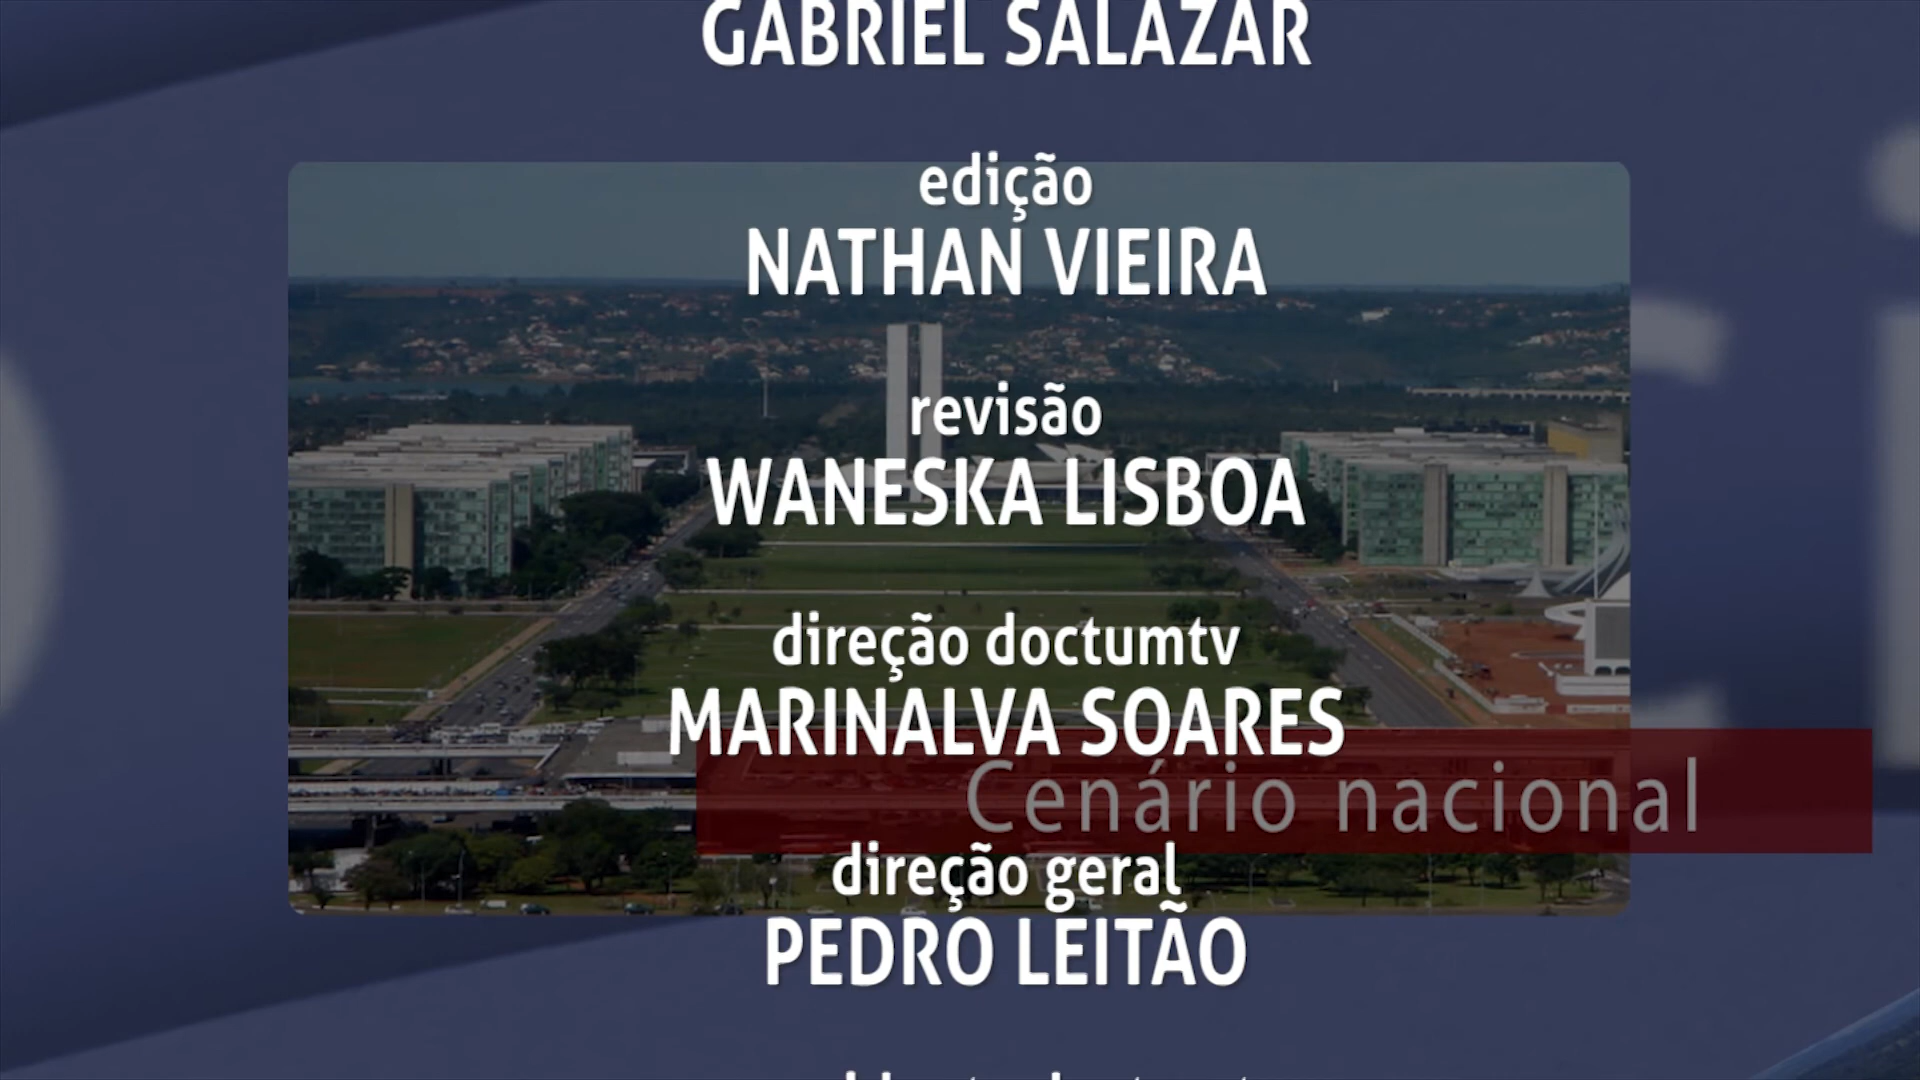 GABRIEL SALAZAR
edição
NATHAN VIEIRA
revisão
WANESKA LISBOA
direção doctumtv
MARINALVA SOARES
Cenário nacional
direção geral
PEDRO LEITÃO